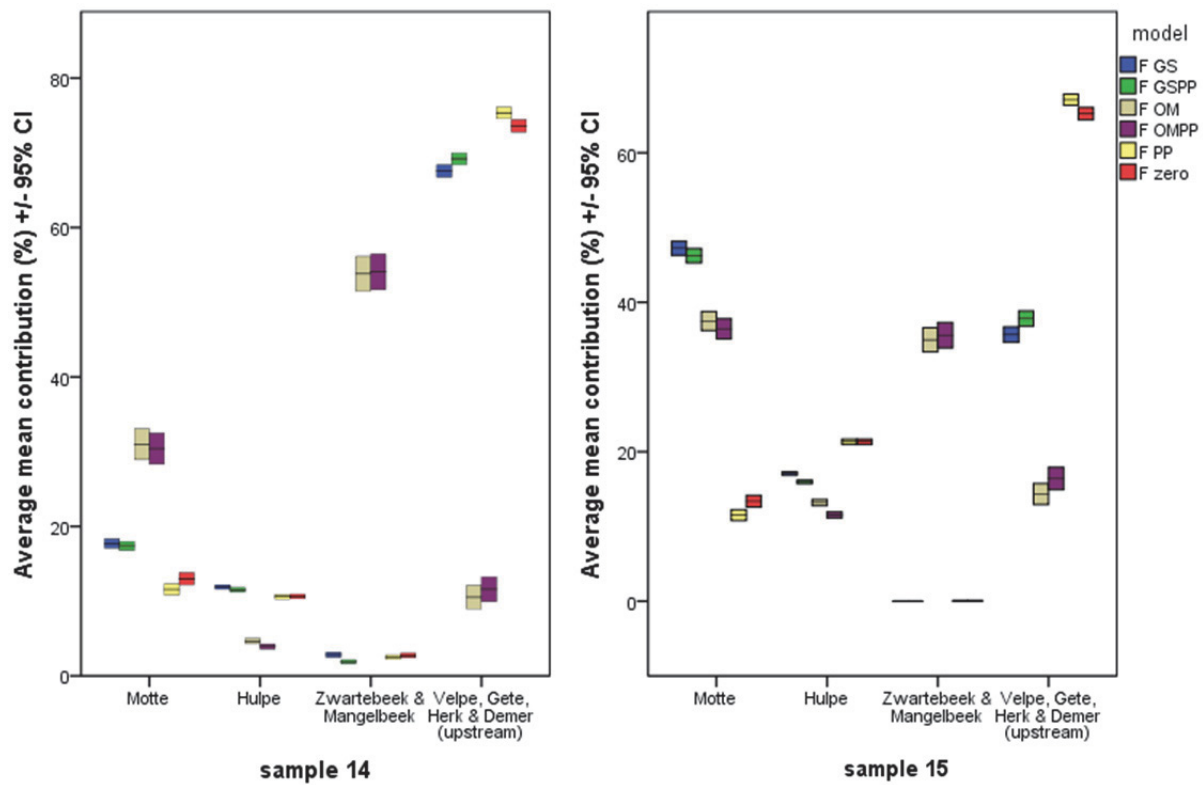 Average mean contribution (%) +/- 95% CI
80
60
40
20
0
Motte
Hulpe
Zwartebeek &
Mangelbeek
Velpe, Gete,
Herk & Demer
(upstream)
sample 14
Average mean contribution (%) +/- 95% CI
60
40
20
0
Motte
Hulpe
Zwartebeek &
Mangelbeek
Velpe, Gete,
Herk & Demer
(upstream)
sample 15
model
F GS
F GSPP
F OM
F OMPP
F PP
F zero